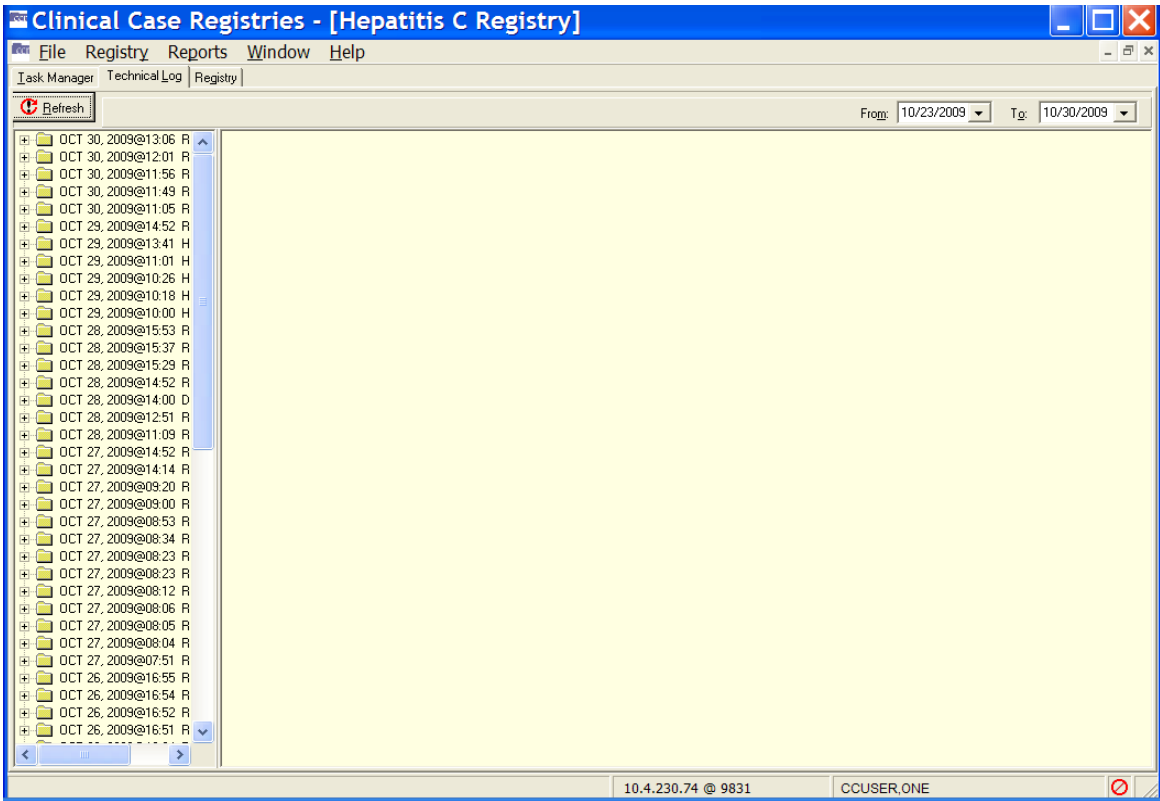 Clinical Case Registries - [Hepatitis C Registry]
File Registry Reports Window Help
Task Manager Technical Log Registry
Refresh From: 10/23/2009 To: 10/30/2009
OCT 30, 2009@13:06 R
OCT 30, 2009@12:01 R
OCT 30, 2009@11:56 R
OCT 30, 2009@11:49 R
OCT 30, 2009@11:05 R
OCT 29, 2009@14:52 R
OCT 29, 2009@13:41 H
OCT 29, 2009@11:01 H
OCT 29, 2009@10:26 H
OCT 29, 2009@10:18 H
OCT 29, 2009@10:00 H
OCT 28, 2009@15:53 R
OCT 28, 2009@15:37 R
OCT 28, 2009@15:29 R
OCT 28, 2009@14:52 R
OCT 28, 2009@14:00 D
OCT 28, 2009@12:51 R
OCT 28, 2009@11:09 R
OCT 27, 2009@14:52 R
OCT 27, 2009@14:14 R
OCT 27, 2009@09:20 R
OCT 27, 2009@09:00 R
OCT 27, 2009@08:53 R
OCT 27, 2009@08:34 R
OCT 27, 2009@08:23 R
OCT 27, 2009@08:23 R
OCT 27, 2009@08:12 R
OCT 27, 2009@08:06 R
OCT 27, 2009@08:05 R
OCT 27, 2009@08:04 R
OCT 27, 2009@07:51 R
OCT 26, 2009@16:55 R
OCT 26, 2009@16:54 R
OCT 26, 2009@16:52 R
OCT 26, 2009@16:51 R
10.4.230.74 @ 9831 CCUSER,ONE